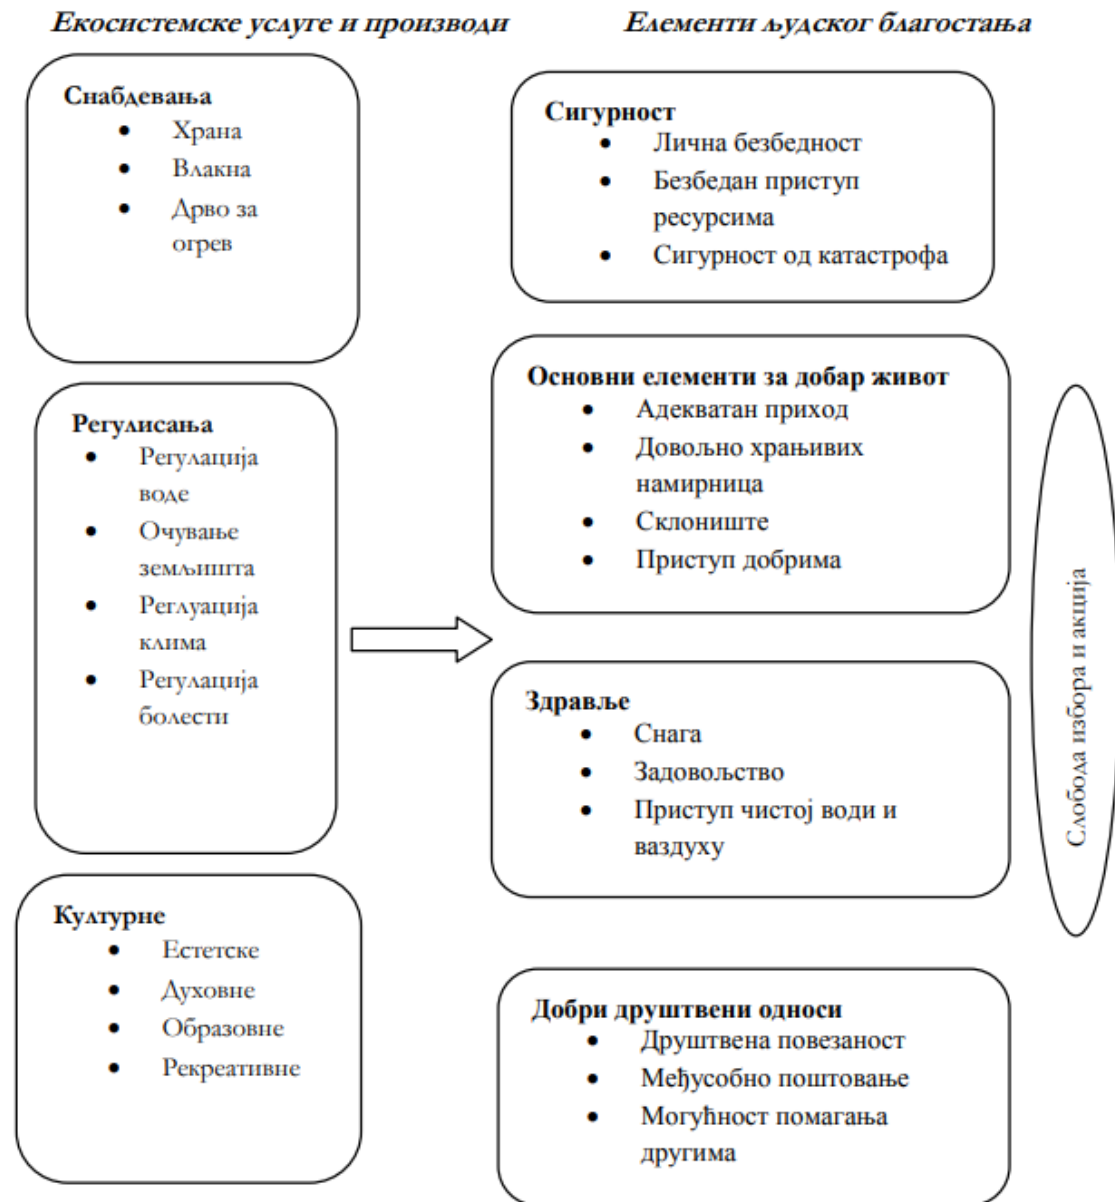 Екосистемске услуге и производи
Снабдевања
• Храна
• Влакна
• Дрво за
огрев
Регулисања
• Регулација
воде
• Очување
земљишта
• Реглуација
клима
• Регулација
болести
Културне
• Естетске
• Духовне
• Образовне
• Рекреативне
Елементи људског благостања
Сигурност
• Лична безбедност
• Безбедан приступ
ресурсима
• Сигурност од катастрофа
Основни елементи за добар живот
• Адекватан приход
• Довољно храњивих
намирница
• Склониште
• Приступ добрима
Здравље
• Снага
• Задовољство
• Приступ чистој води и
ваздуху
Добри друштвени односи
• Друштвена повезаност
• Међусобно поштовање
• Могућност помагања
другима
Слобода избора и акција